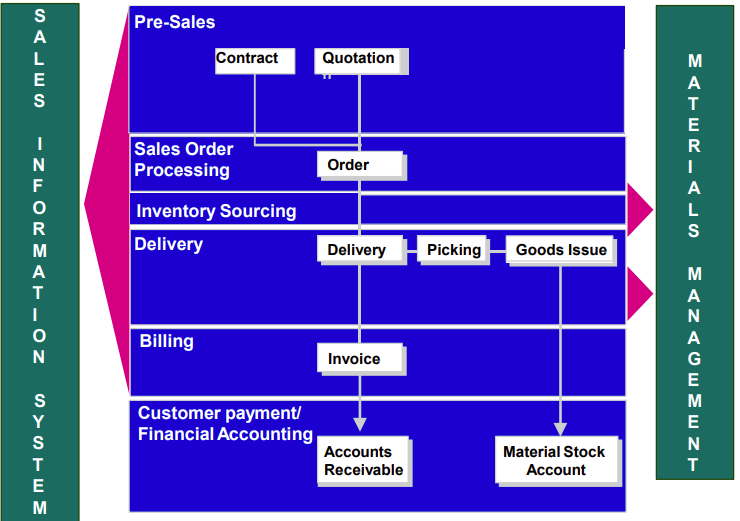 SALES INFORMATION SYSTEM
Pre-Sales
Contract
Quotation
Sales Order
Processing
Order
Inventory Sourcing
Delivery
Delivery
Picking
Goods Issue
Billing
Invoice
Customer payment/
Financial Accounting
Accounts
Receivable
Material Stock
Account
MATERIALS MANAGEMENT